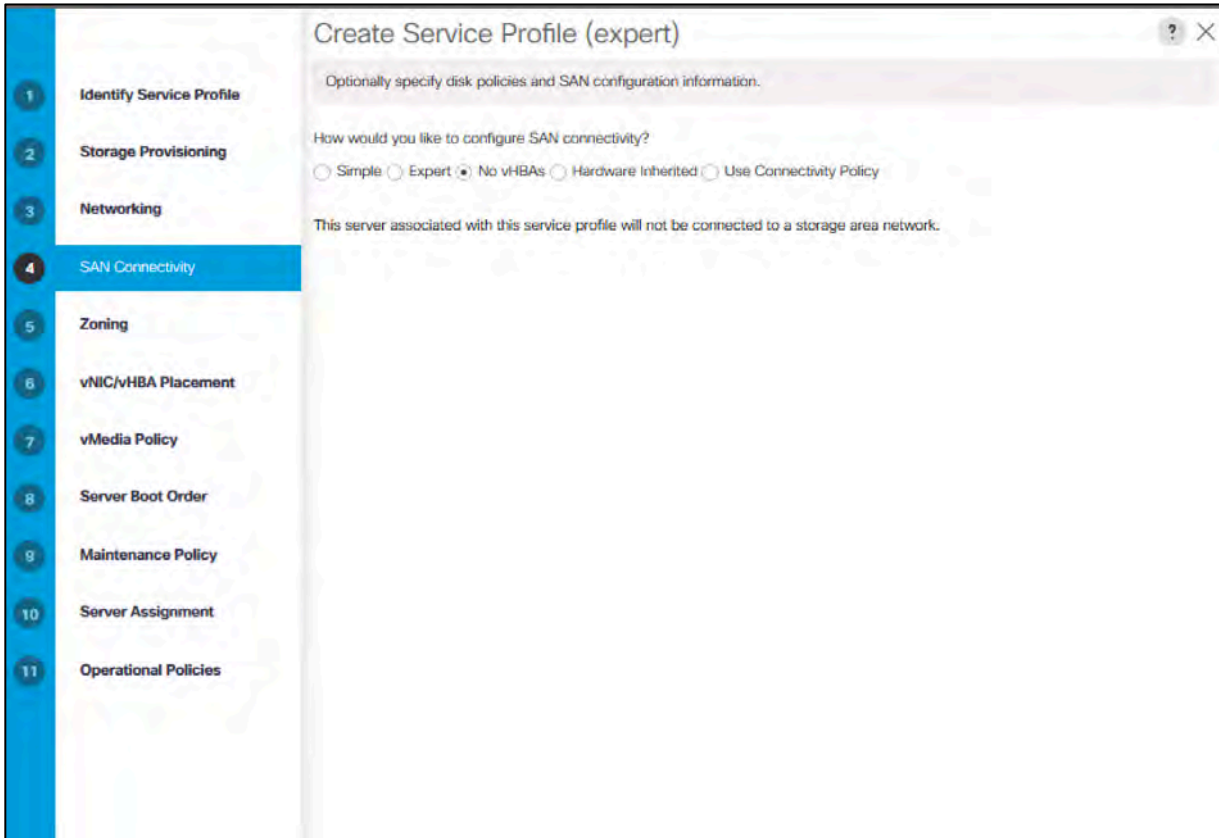 Create Service Profile (expert)
? ×
Optionally specify disk policies and SAN configuration information.
1 Identify Service Profile
2 Storage Provisioning
3 Networking
4 SAN Connectivity
5 Zoning
6 vNIC/vHBA Placement
7 vMedia Policy
8 Server Boot Order
9 Maintenance Policy
10 Server Assignment
11 Operational Policies
How would you like to configure SAN connectivity?
Simple Expert No vHBAs Hardware Inherited Use Connectivity Policy
This server associated with this service profile will not be connected to a storage area network.